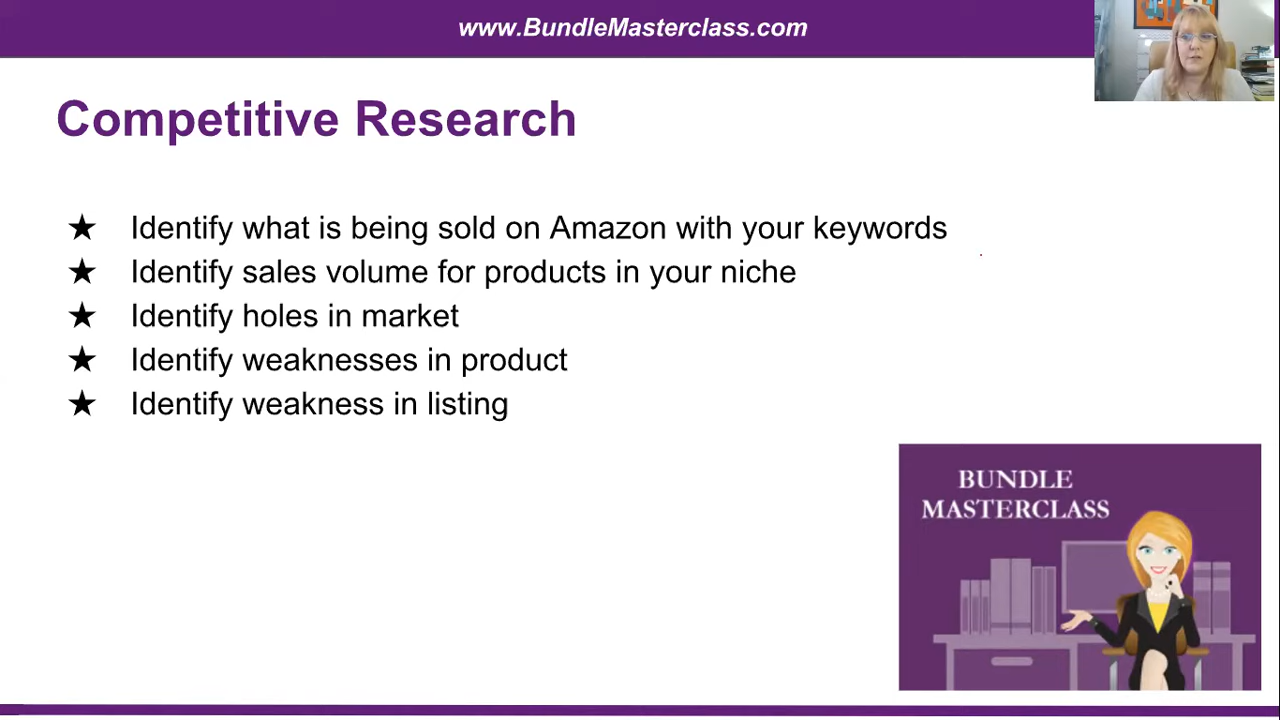 www.BundleMasterclass.com
Competitive Research
★ Identify what is being sold on Amazon with your keywords
★ Identify sales volume for products in your niche
★ Identify holes in market
★ Identify weaknesses in product
★ Identify weakness in listing
BUNDLE
MASTERCLASS